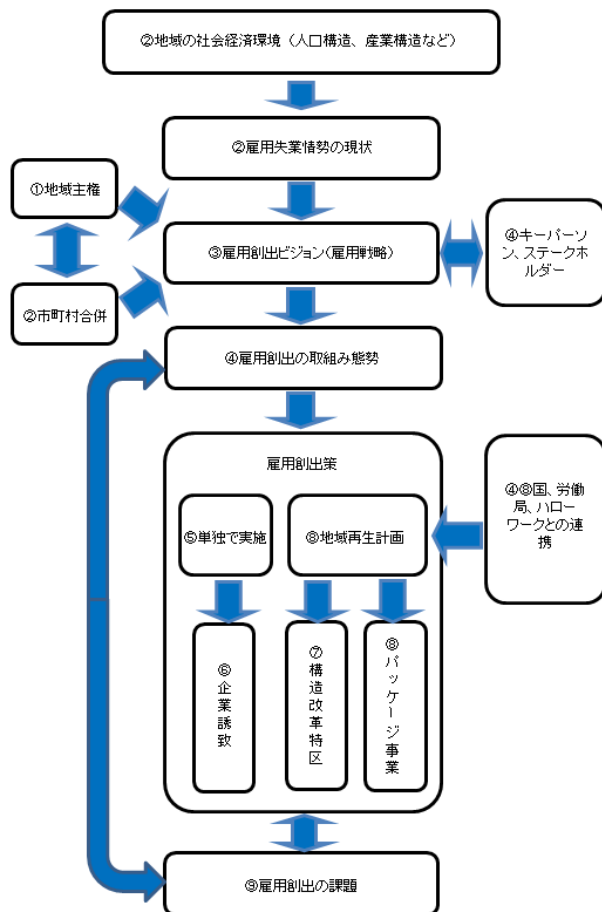 ②地域の社会経済環境（人口構造、産業構造など）
②雇用失業情勢の現状
①地域主権
③雇用創出ビジョン(雇用戦略)
④キーパーソ
ン、ステークホ
ルダー
②市町村合併
④雇用創出の取組み態勢
雇用創出策
④⑧国、労働
局、ハロー
ワークとの連
携
⑤単独で実施
⑧地域再生計画
⑥企業誘致
⑦構造改革特区
⑧パッケージ事業
⑨雇用創出の課題